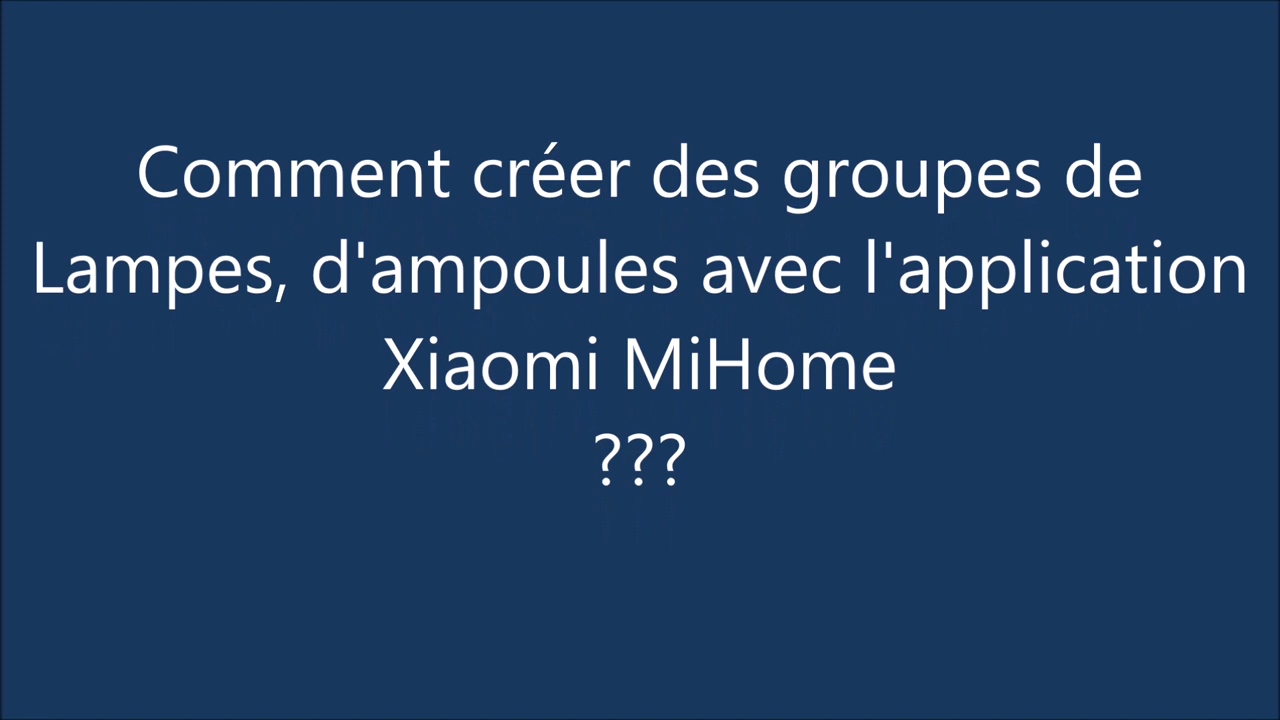 Comment créer des groupes de
Lampes, d'ampoules avec l'application
Xiaomi MiHome
???